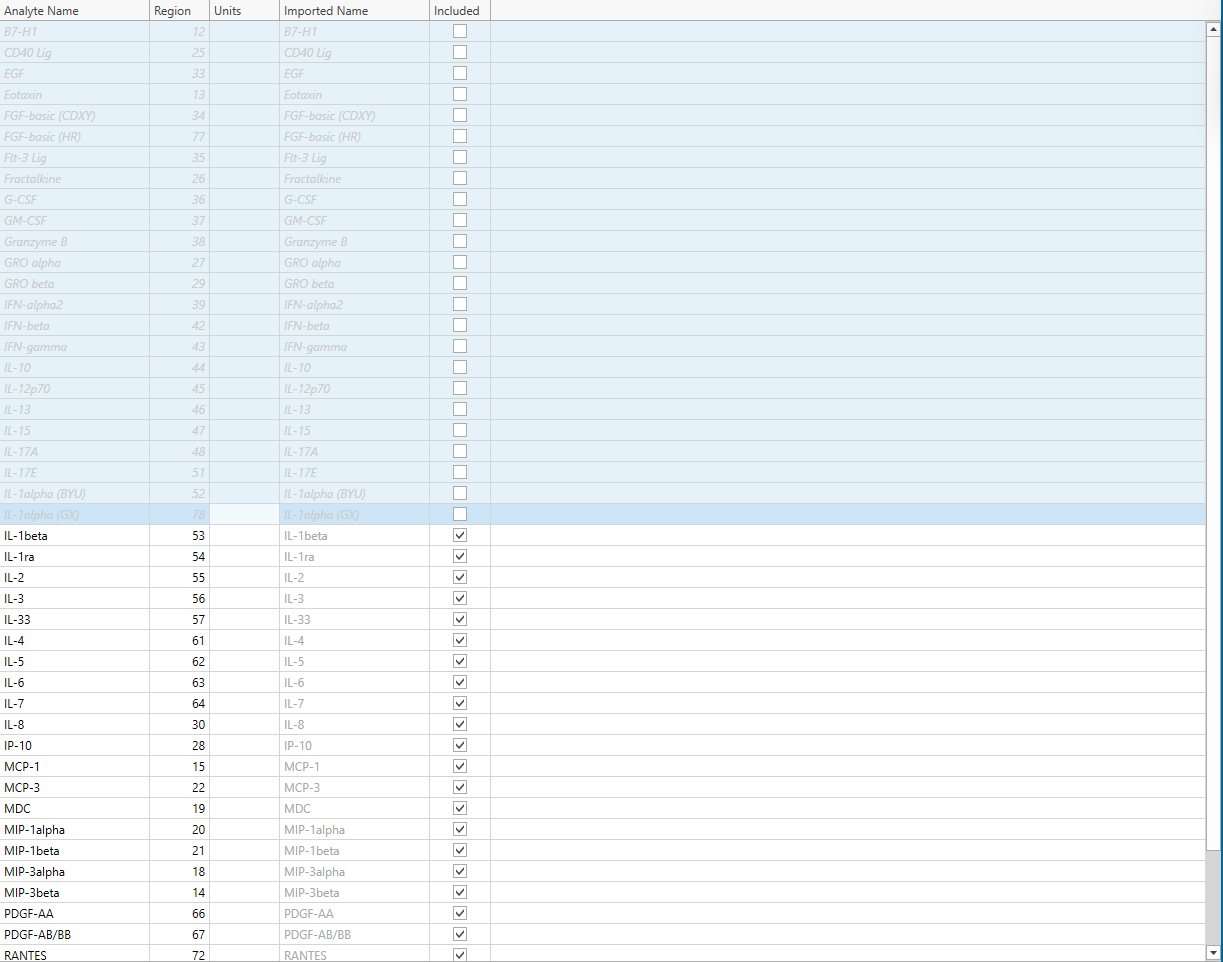 Analyte Name Region Units Imported Name Included
B7-H1 12 B7-H1
CD40 Lig 25 CD40 Lig
EGF 33 EGF
Eotaxin 13 Eotaxin
FGF-basic (CDXY) 34 FGF-basic (CDXY)
FGF-basic (HR) 77 FGF-basic (HR)
Flt-3 Lig 35 Flt-3 Lig
Fractalkine 26 Fractalkine
G-CSF 36 G-CSF
GM-CSF 37 GM-CSF
Granzyme B 38 Granzyme B
GRO alpha 27 GRO alpha
GRO beta 29 GRO beta
IFN-alpha2 39 IFN-alpha2
IFN-beta 42 IFN-beta
IFN-gamma 43 IFN-gamma
IL-10 44 IL-10
IL-12p70 45 IL-12p70
IL-13 46 IL-13
IL-15 47 IL-15
IL-17A 48 IL-17A
IL-17E 51 IL-17E
IL-1alpha (BYU) 52 IL-1alpha (BYU)
IL-1alpha (GX) 78 IL-1alpha (GX)
IL-1beta 53 IL-1beta
IL-1ra 54 IL-1ra
IL-2 55 IL-2
IL-3 56 IL-3
IL-33 57 IL-33
IL-4 61 IL-4
IL-5 62 IL-5
IL-6 63 IL-6
IL-7 64 IL-7
IL-8 30 IL-8
IP-10 28 IP-10
MCP-1 15 MCP-1
MCP-3 22 MCP-3
MDC 19 MDC
MIP-1alpha 20 MIP-1alpha
MIP-1beta 21 MIP-1beta
MIP-3alpha 18 MIP-3alpha
MIP-3beta 14 MIP-3beta
PDGF-AA 66 PDGF-AA
PDGF-AB/BB 67 PDGF-AB/BB
RANTES 72 RANTES